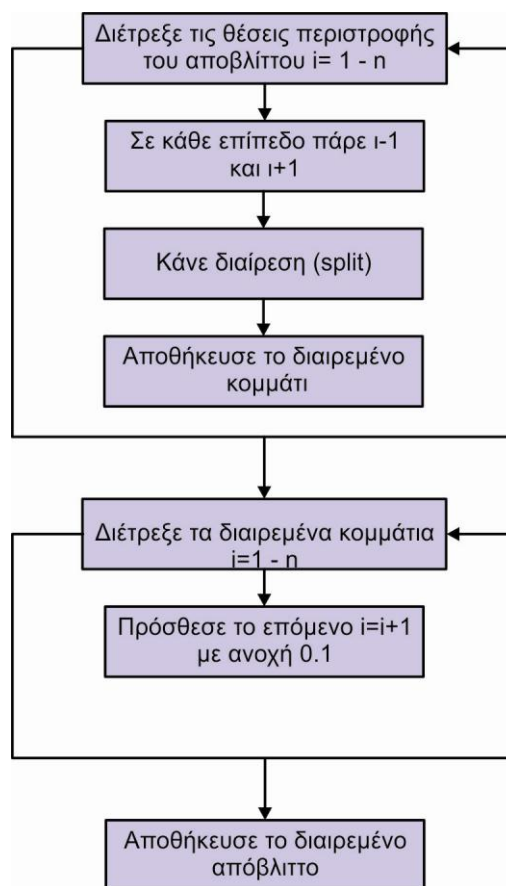 Διέτρεξε τις θέσεις περιστροφής
του αποβλίττου i= 1 - n
Σε κάθε επίπεδο πάρε ι-1
και ι+1
Κάνε διαίρεση (split)
Αποθήκευσε το διαιρεμένο
κομμάτι
Διέτρεξε τα διαιρεμένα κομμάτια
i=1 - n
Πρόσθεσε το επόμενο i=i+1
με ανοχή 0.1
Αποθήκευσε το διαιρεμένο
απόβλιττο